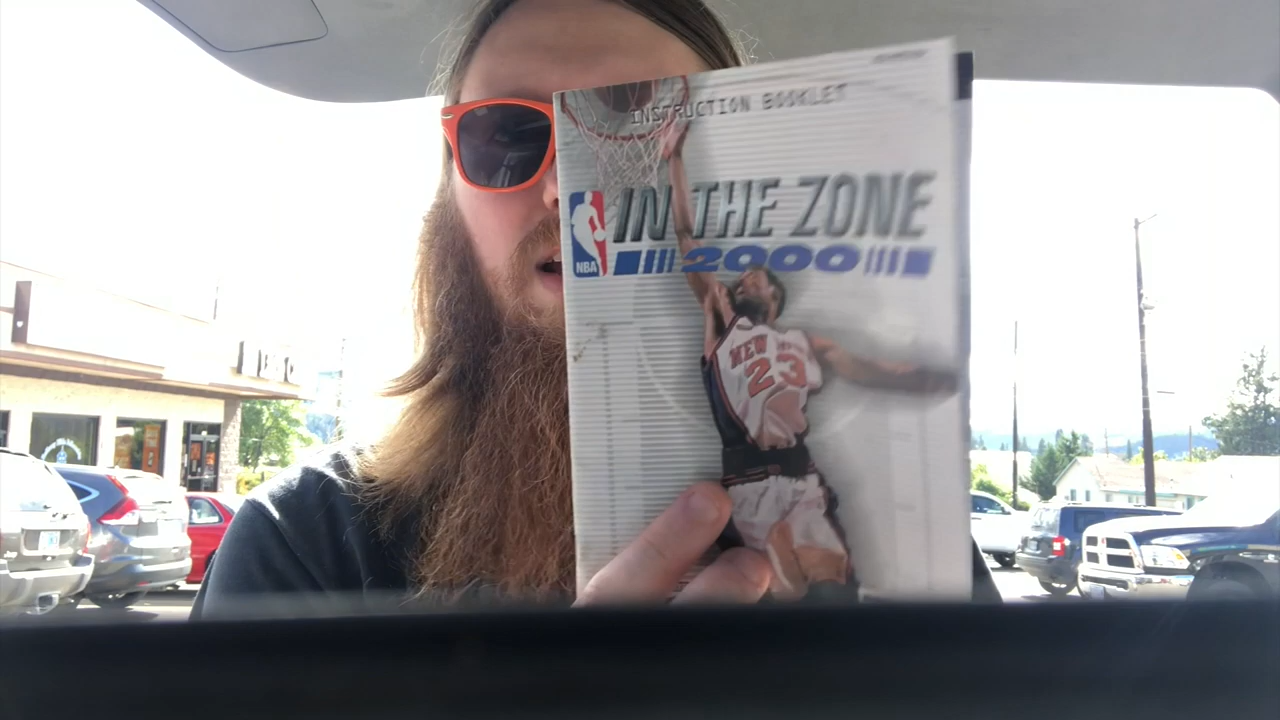 INSTRUCTION BOOKLET
IN THE ZONE
NBA
2000
NEW
23